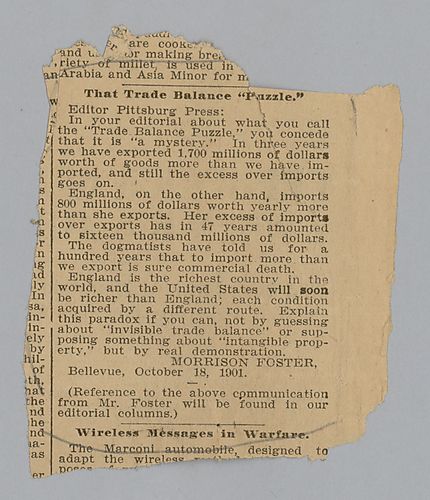 are cooked
and u or making bre
riety of millet is used in
Arabia and Asia Minor for m
That Trade Balance "Puzzle."
Editor Pittsburg Press:
In your editorial about what you call
the "Trade Balance Puzzle," you concede
that it is "a mystery." In three years
we have exported 1,700 millions of dollars
worth of goods more than we have im-
ported, and still the excess over imports
goes on.
England, on the other hand, imports
800 millions of dollars worth yearly more
than she exports. Her excess of imports
over exports has in 47 years amounted
to sixteen thousand millions of dollars.
The dogmatists have told us for a
hundred years that to import more than
we export is sure commercial death.
England is the richest country in the
world, and the United States will soon
be richer than England; each condition
acquired by a different route. Explain
this paradox if you can, not by guessing
about "invisible trade balance" or sup-
posing something about "intangible prop-
erty," but by real demonstration.
MORRISON FOSTER,
Bellevue, October 18, 1901.
(Reference to the above communication
from Mr. Foster will be found in our
editorial columns.)
Wireless Messages in Warfare.
The Marconi automobile, designed to
adapt the wireless